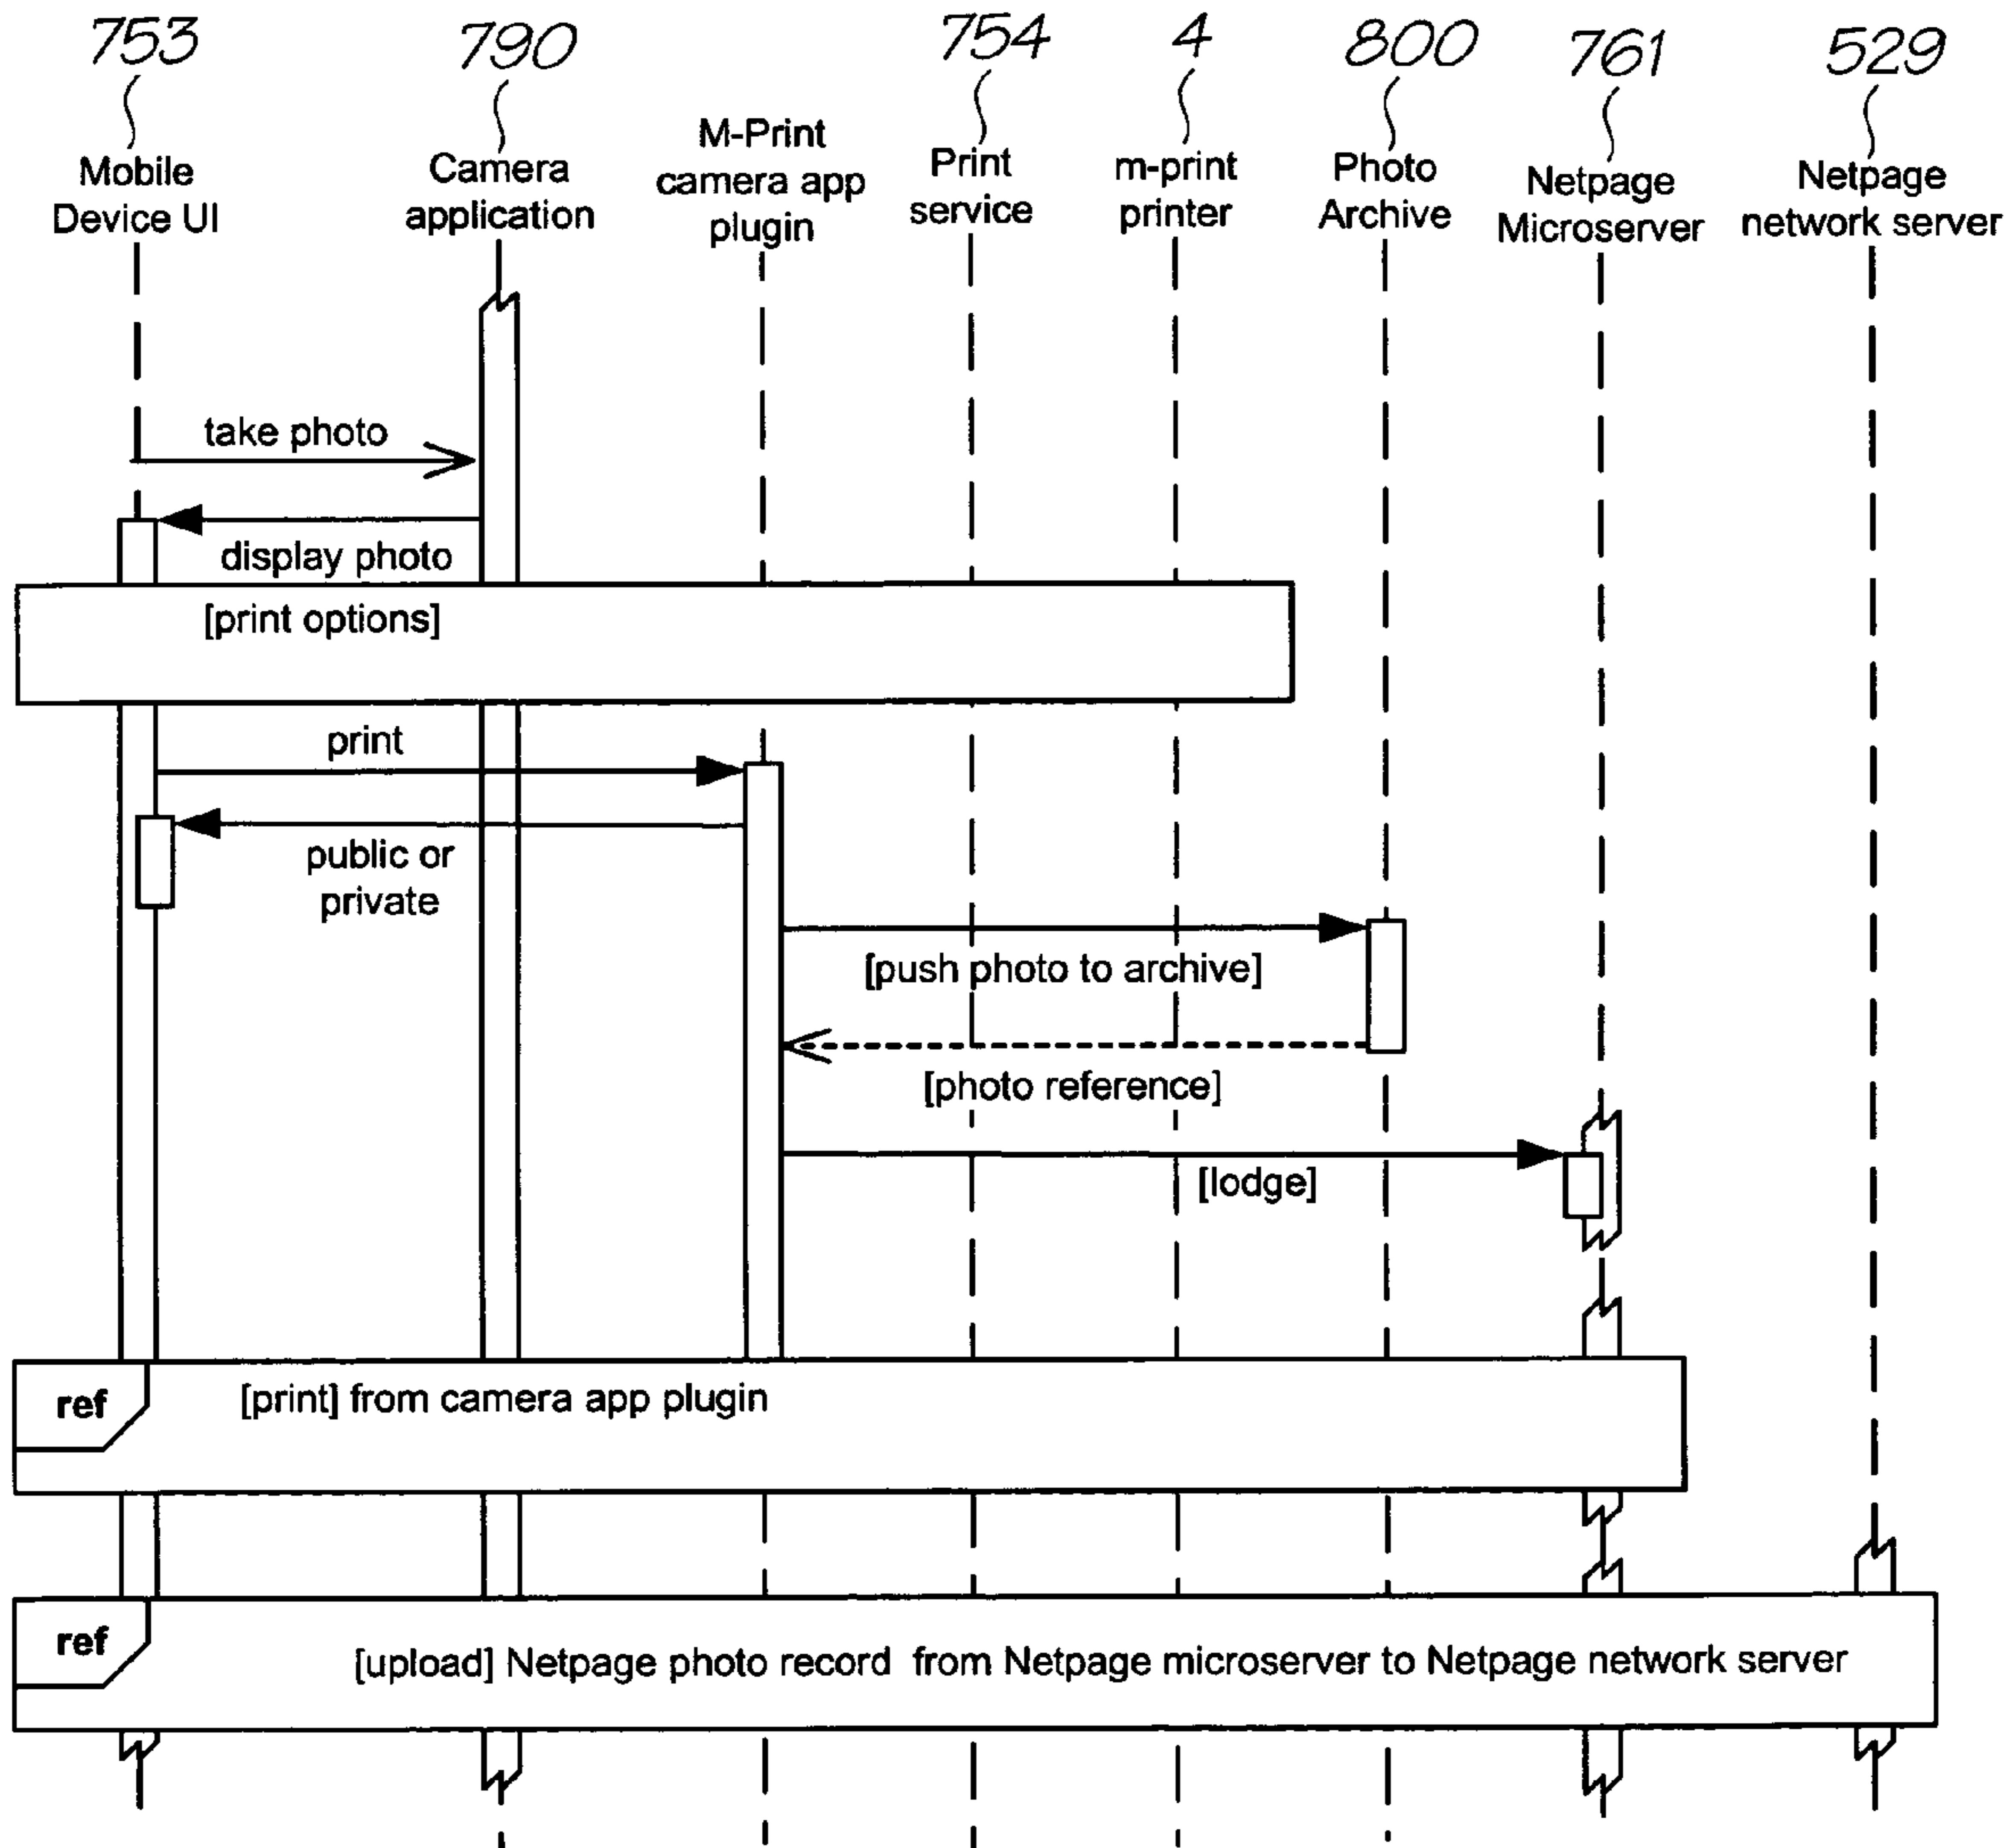 753
790
754
4
800
761
529
Mobile
Device UI
Camera
application
M-Print
camera app
plugin
Print
service
m-print
printer
Photo
Archive
Netpage
Microserver
Netpage
network server
take photo
display photo
[print options]
print
public or
private
[push photo to archive]
[photo reference]
[lodge]
ref
[print] from camera app plugin
ref
[upload] Netpage photo record from Netpage microserver to Netpage network server